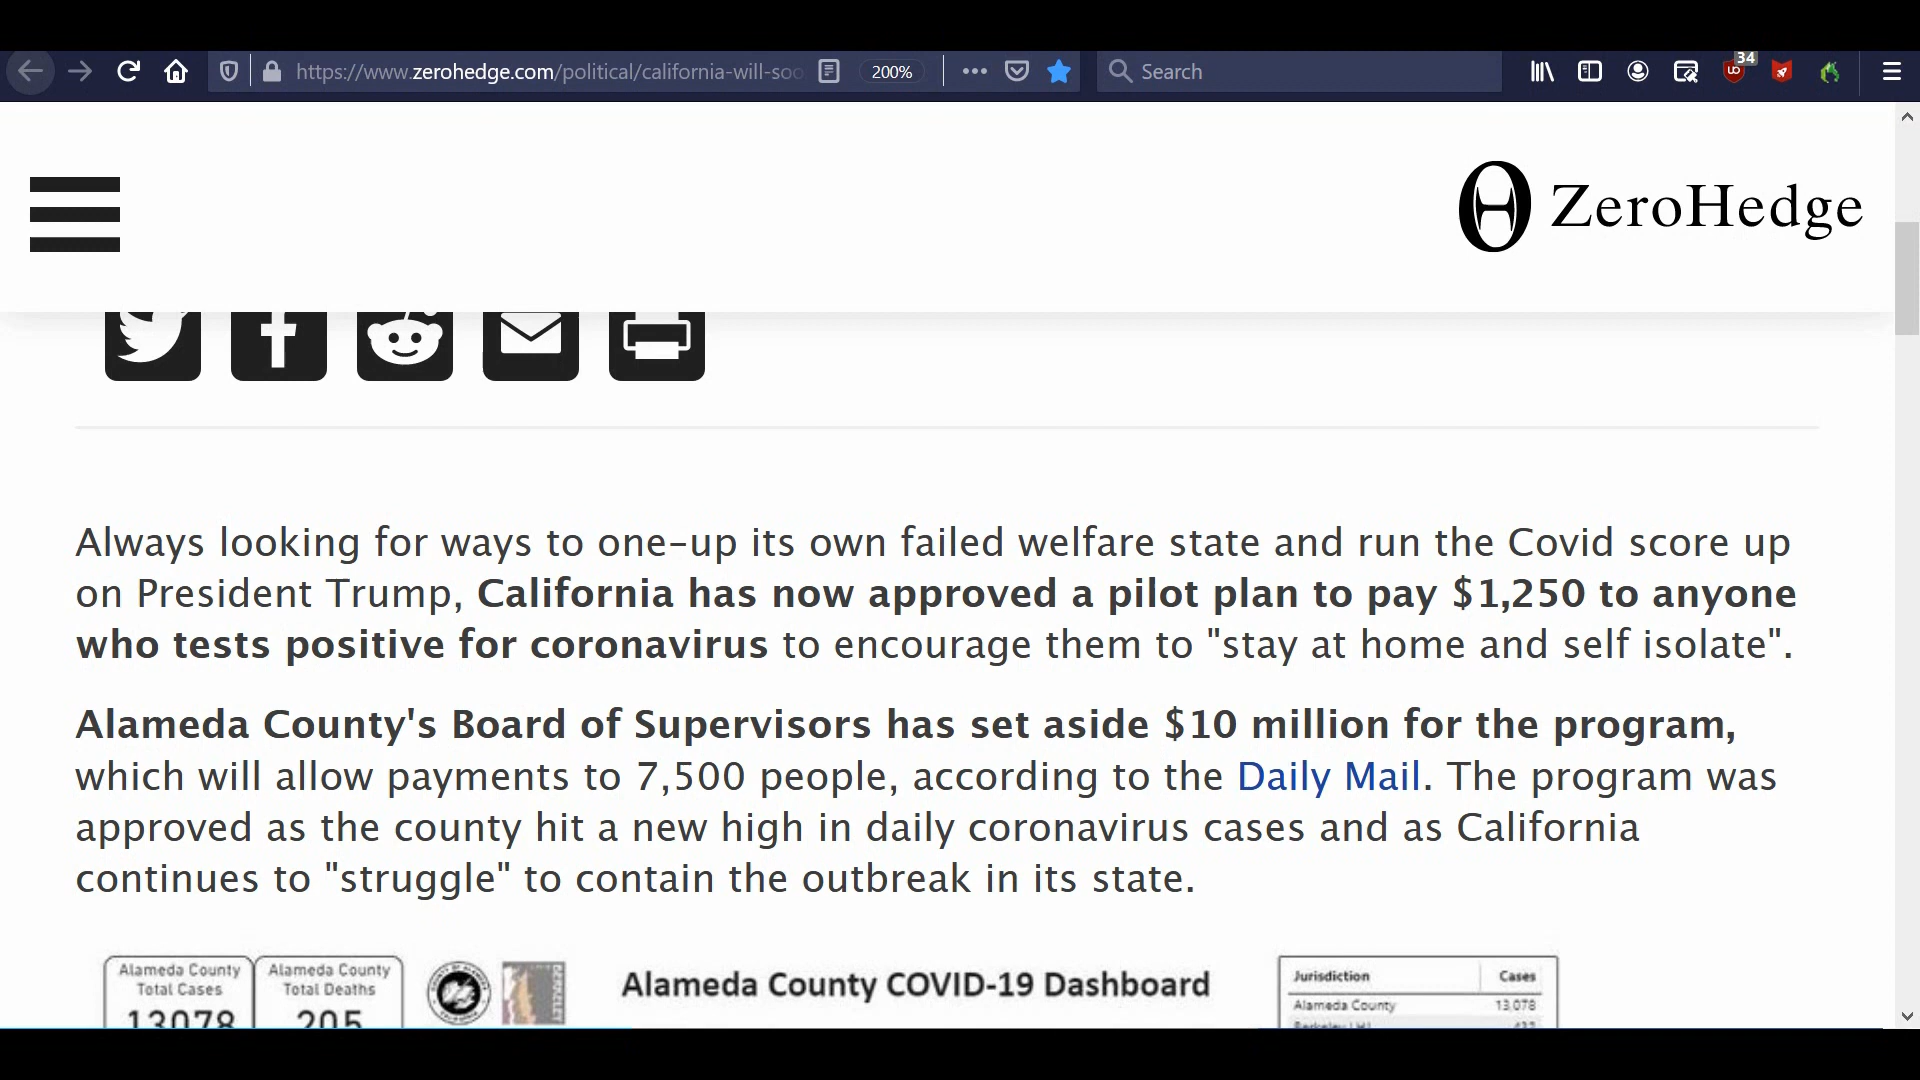 https://www.zerohedge.com/political/california-will-soo
200%
Search
34
ZeroHedge
Always looking for ways to one-up its own failed welfare state and run the Covid score up
on President Trump, California has now approved a pilot plan to pay $1,250 to anyone
who tests positive for coronavirus to encourage them to "stay at home and self isolate".
Alameda County's Board of Supervisors has set aside $10 million for the program,
which will allow payments to 7,500 people, according to the Daily Mail. The program was
approved as the county hit a new high in daily coronavirus cases and as California
continues to "struggle" to contain the outbreak in its state.
Alameda County
Total Cases
13078
Alameda County
Total Deaths
205
BERKELEY
Alameda County COVID-19 Dashboard
Jurisdiction Cases
Alameda County 13,078